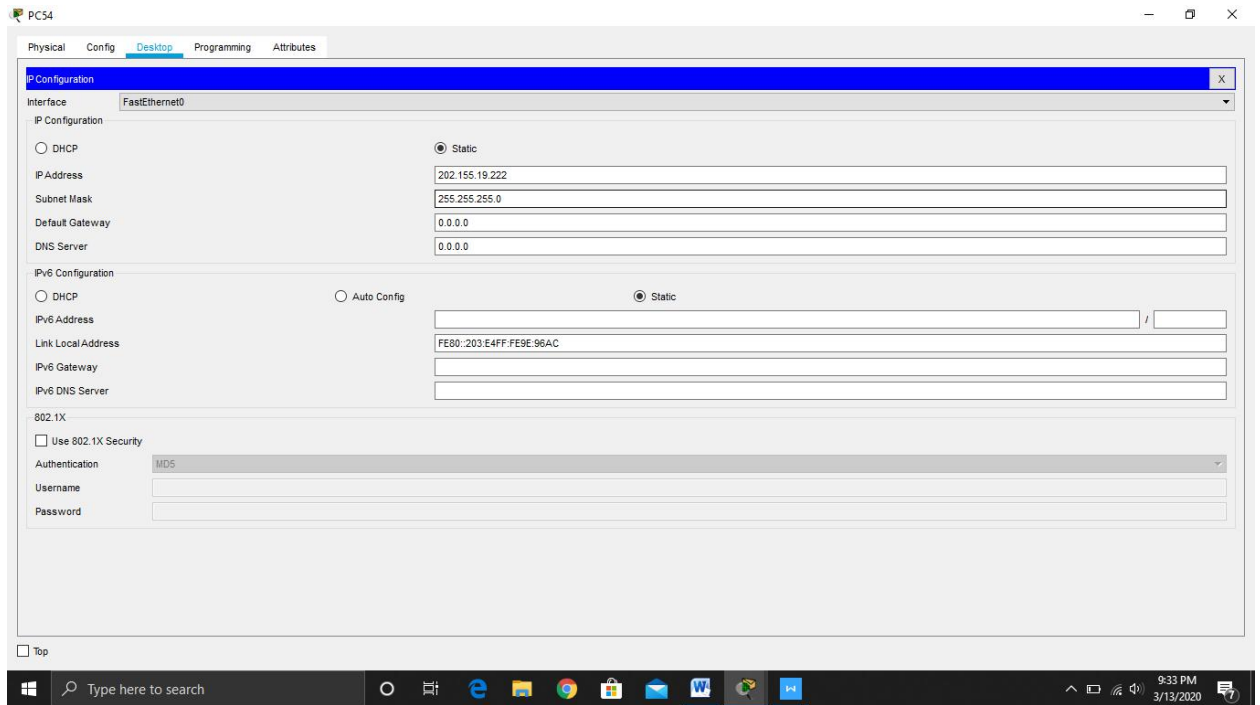 PC54
Physical Config Desktop Programming Attributes
IP Configuration X
Interface FastEthernet0
IP Configuration
DHCP Static
IP Address 202.155.19.222
Subnet Mask 255.255.255.0
Default Gateway 0.0.0.0
DNS Server 0.0.0.0
IPv6 Configuration
DHCP Auto Config Static
IPv6 Address /
Link Local Address FE80::203:E4FF:FE9E:96AC
IPv6 Gateway
IPv6 DNS Server
802.1X
Use 802.1X Security
Authentication MD5
Username
Password
Top
Type here to search
9:33 PM
3/13/2020
7